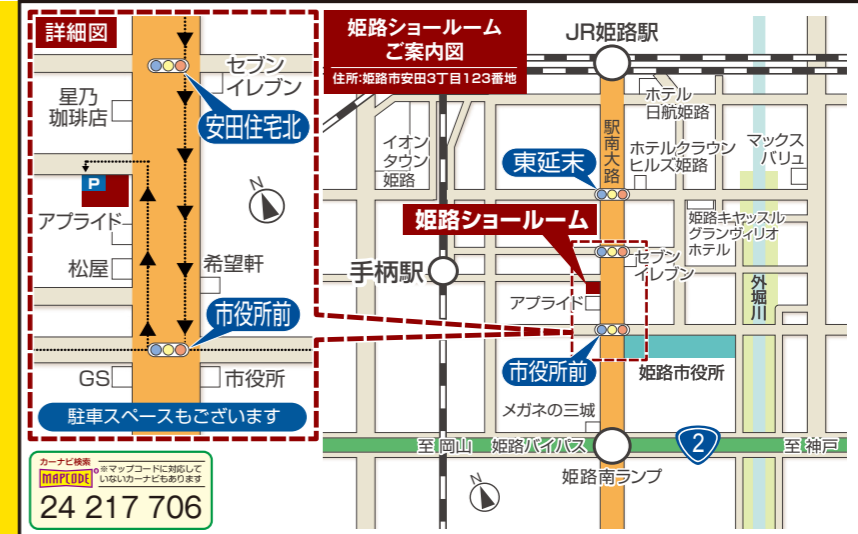 詳細図
セブン
イレブン
星乃
珈琲店
安田住宅北
P
N
アプライド
松屋
希望軒
市役所前
GS
市役所
駐車スペースもございます
カーナビ検索
MAPCODE
※マップコードに対応して
いないカーナビもあります
24 217 706
姫路ショールーム
ご案内図
住所:姫路市安田3丁目123番地
JR姫路駅
ホテル
日航姫路
駅南大路
イオン
タウン
姫路
東延末
ホテルクラウン
ヒルズ姫路
マックス
バリュ
姫路ショールーム
姫路キヤッスル
グランヴィリオ
ホテル
手柄駅
セブン
イレブン
外堀川
アプライド
市役所前
姫路市役所
メガネの三城
至 岡山
姫路バイパス
2
至 神戸
姫路南ランプ
N